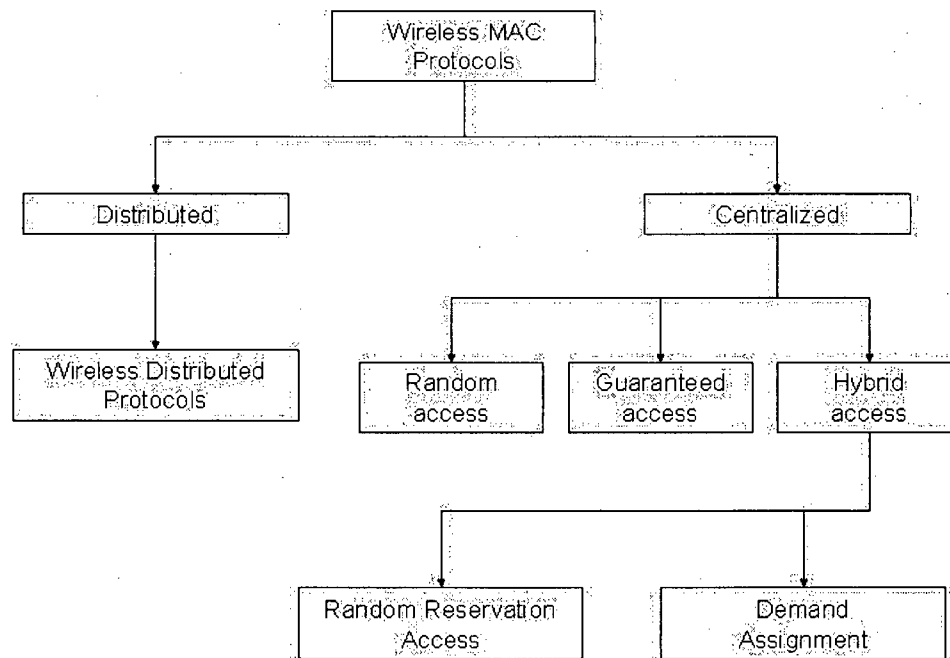 Wireless MAC
Protocols
Distributed
Centralized
Wireless Distributed
Protocols
Random
access
Guaranteed
access
Hybrid
access
Random Reservation
Access
Demand
Assignment